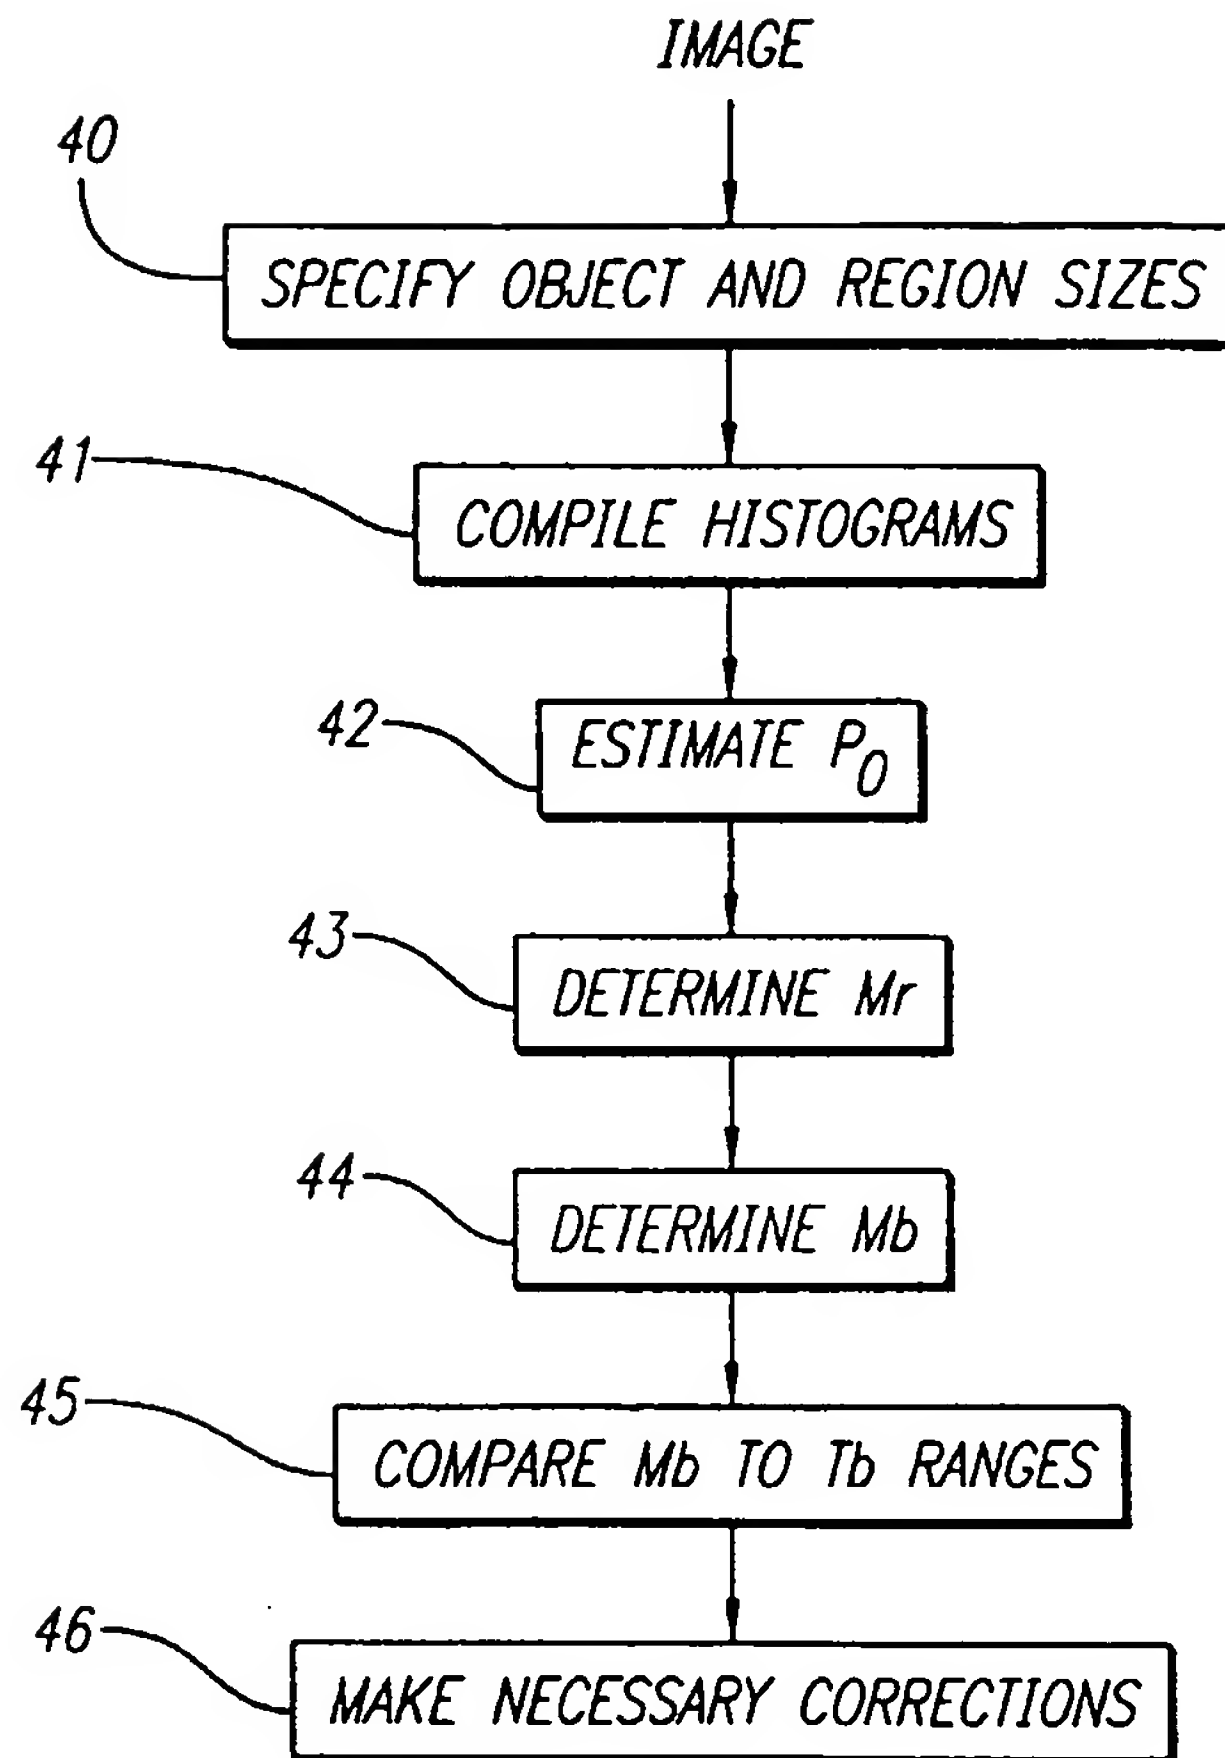 IMAGE
40
SPECIFY OBJECT AND REGION SIZES
41
COMPILE HISTOGRAMS
42
ESTIMATE P0
43
DETERMINE Mr
44
DETERMINE Mb
45
COMPARE Mb TO Tb RANGES
46
MAKE NECESSARY CORRECTIONS